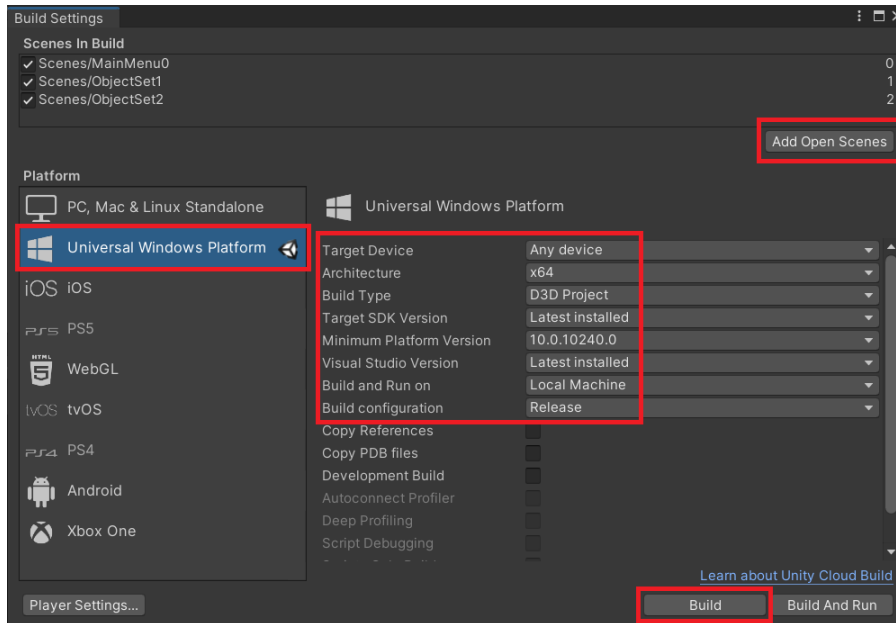 Build Settings
Scenes In Build
Scenes/MainMenu0 0
Scenes/ObjectSet1 1
Scenes/ObjectSet2 2
Add Open Scenes
Platform
PC, Mac & Linux Standalone
Universal Windows Platform
iOS iOS
PS5 PS5
HTML 5 WebGL
tvOS tvOS
PS4 PS4
Android
Xbox One
Universal Windows Platform
Target Device Any device
Architecture x64
Build Type D3D Project
Target SDK Version Latest installed
Minimum Platform Version 10.0.10240.0
Visual Studio Version Latest installed
Build and Run on Local Machine
Build configuration Release
Copy References
Copy PDB files
Development Build
Autoconnect Profiler
Deep Profiling
Script Debugging
Learn about Unity Cloud Build
Player Settings...
Build
Build And Run